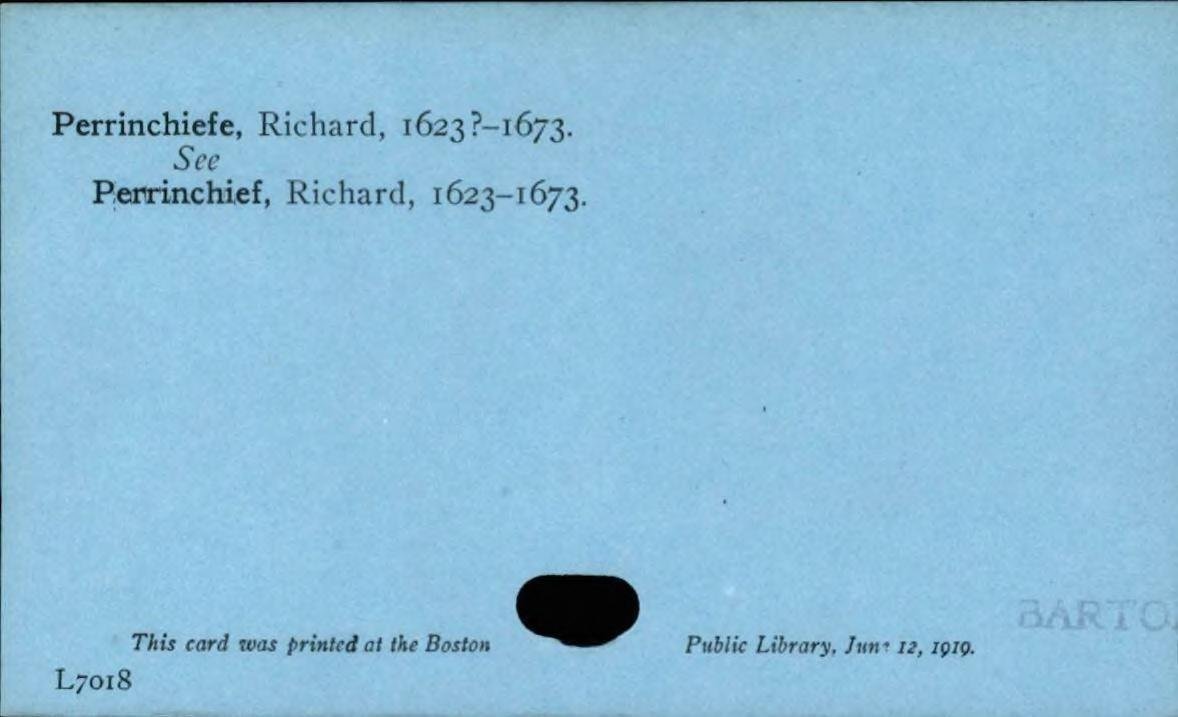 Perrinchiefe, Richard, 1623?–1673.
See
Perrinchief, Richard, 1623–1673.
BARTO
This card was printed at the Boston Public Library, June 12, 1919.
L7018